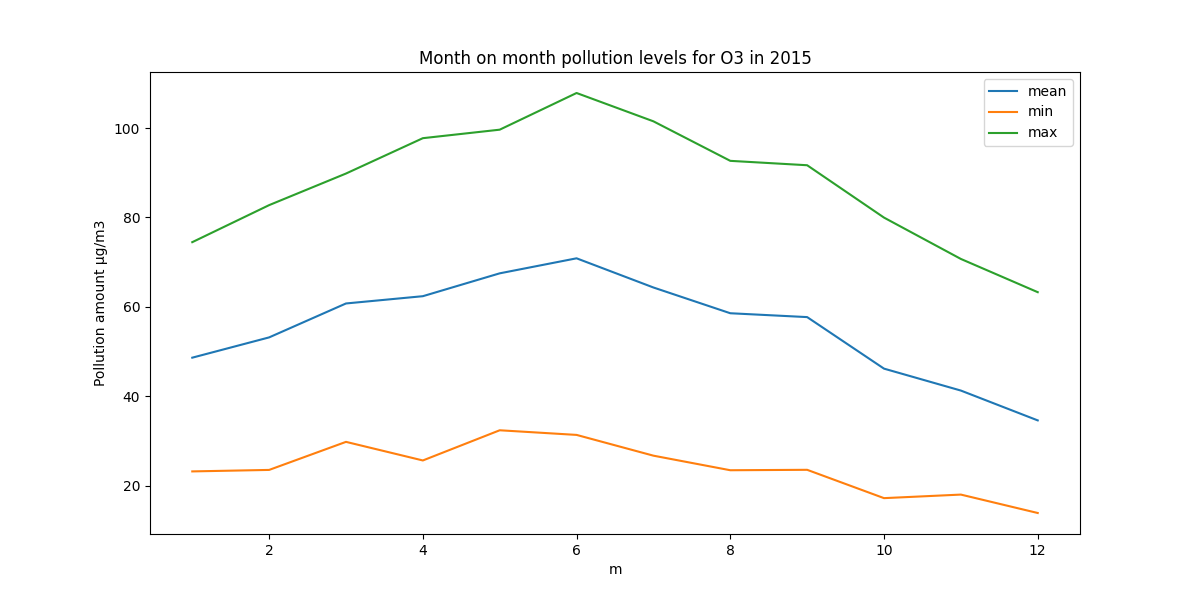 Month on month pollution levels for O3 in 2015
mean
min
max
100
80
60
40
20
Pollution amount µg/m3
2 4 6 8 10 12
m